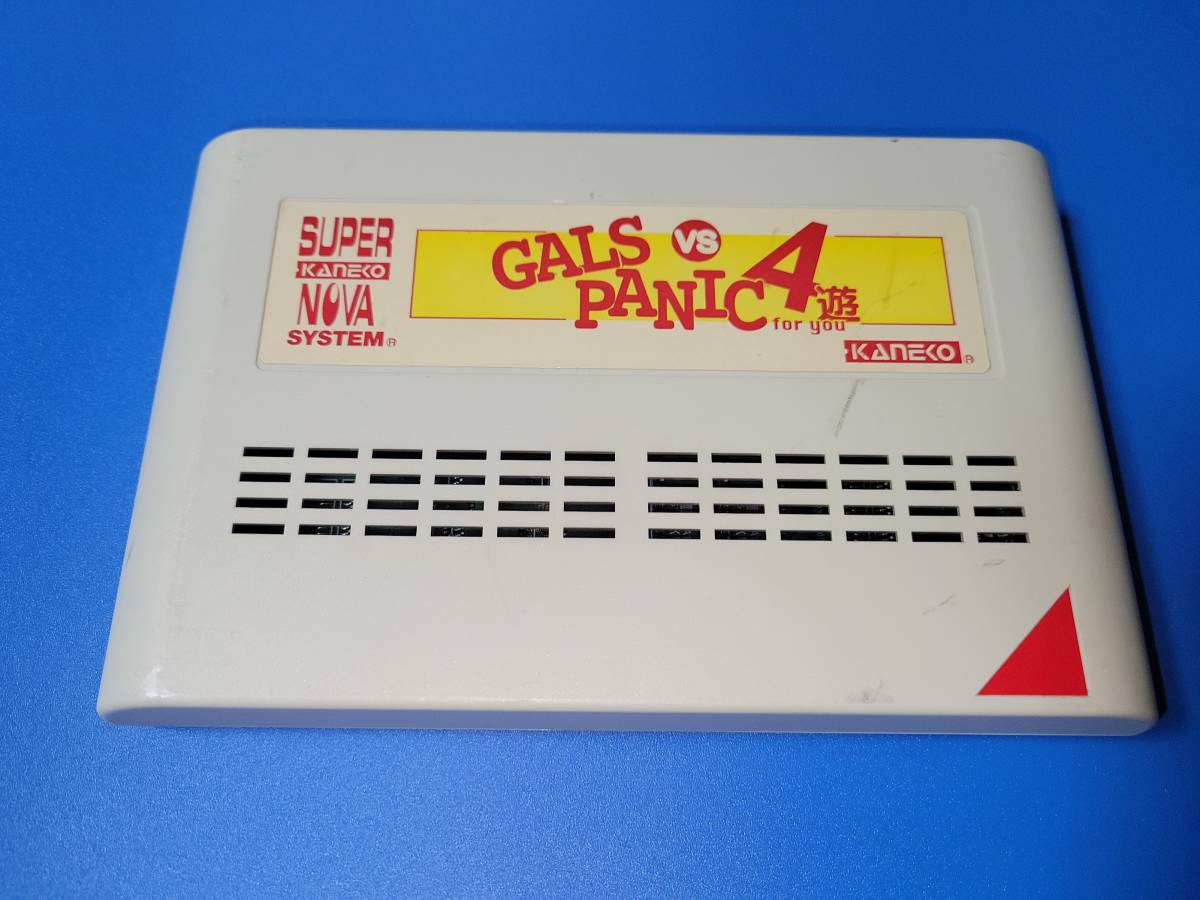 SUPER
KANEKO
NOVA
SYSTEM®
GALS VS
PANIC 4 遊
for you
KANEKO®